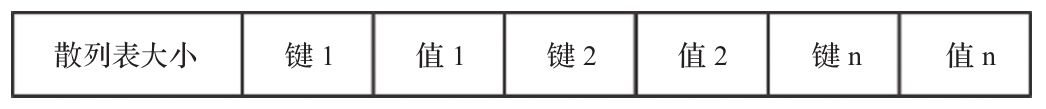 散列表大小 键 1 值 1 键 2 值 2 键 n 值 n